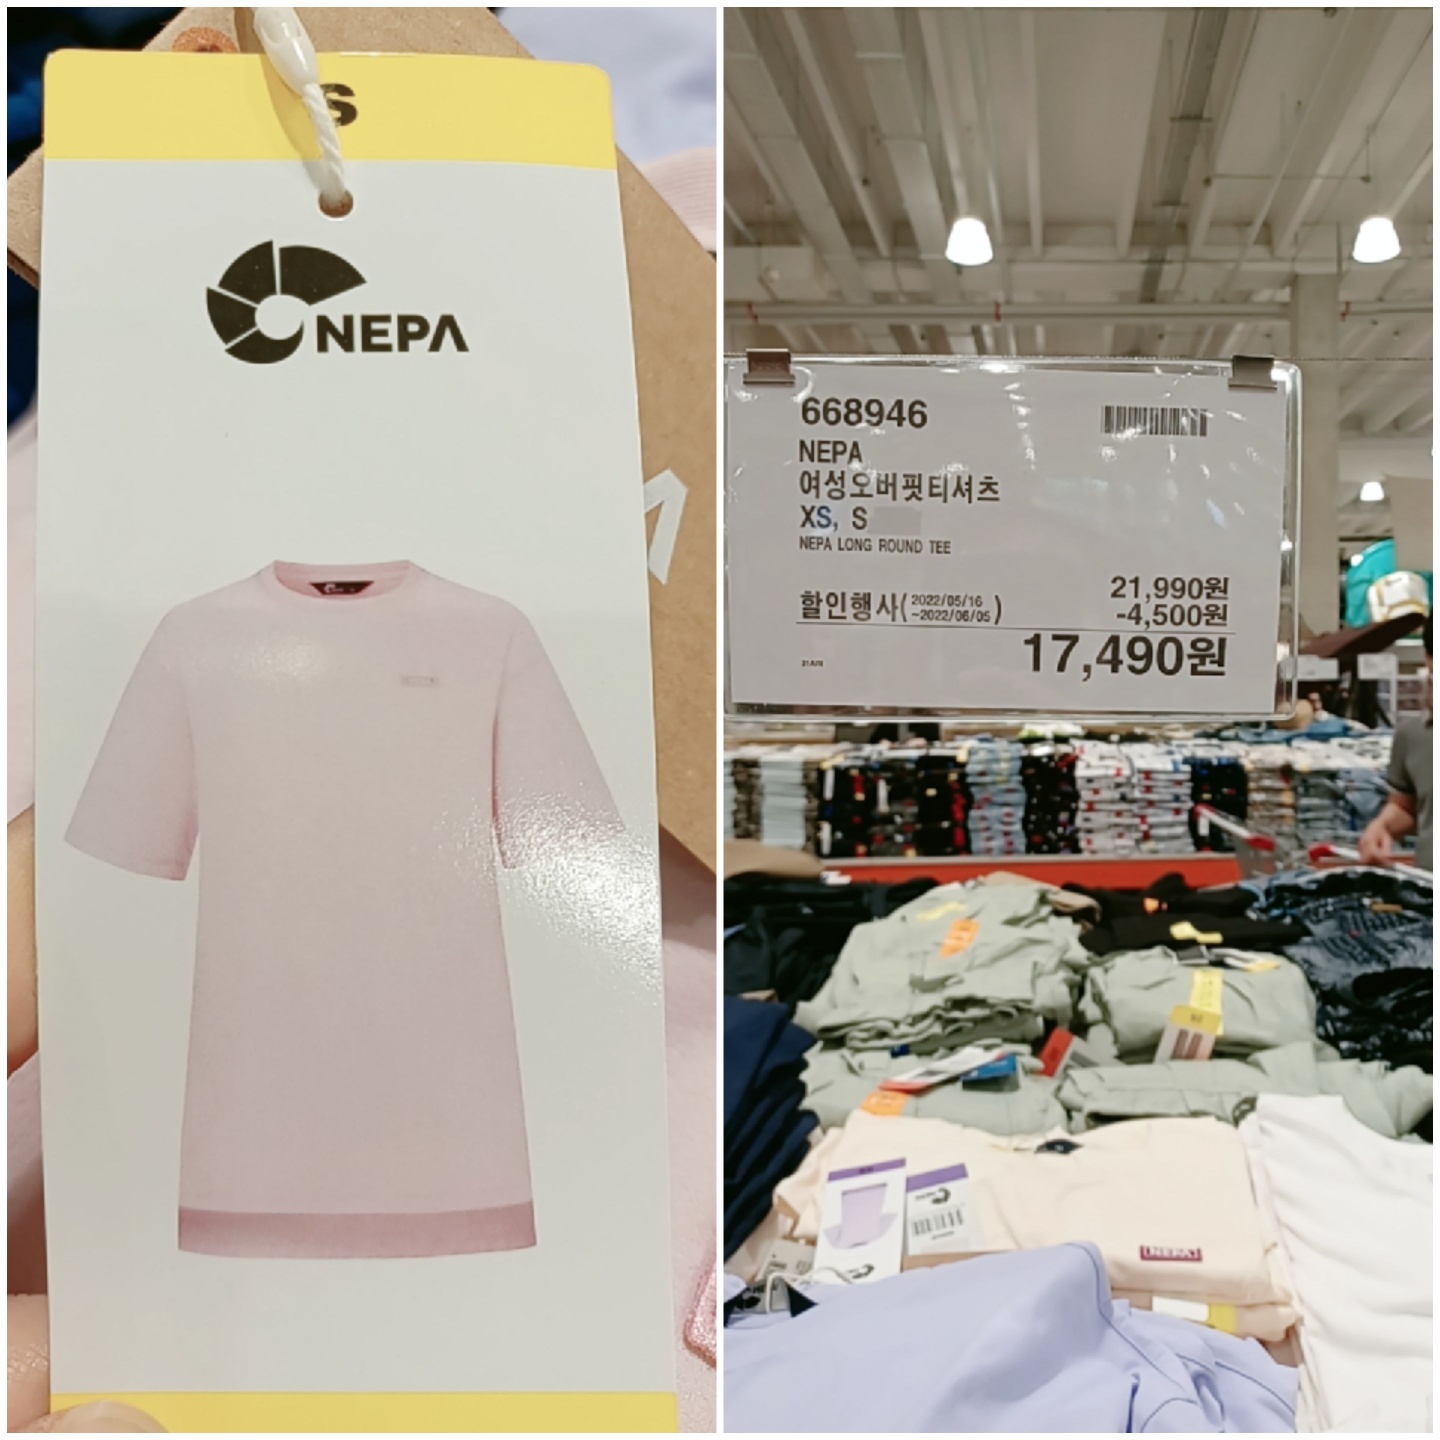 S
NEPA
668946
NEPA
여성오버핏티셔츠
XS, S
NEPA LONG ROUND TEE
21,990원
할인행사(2022/05/16 ~2022/06/05)
-4,500원
17,490원
NEPA